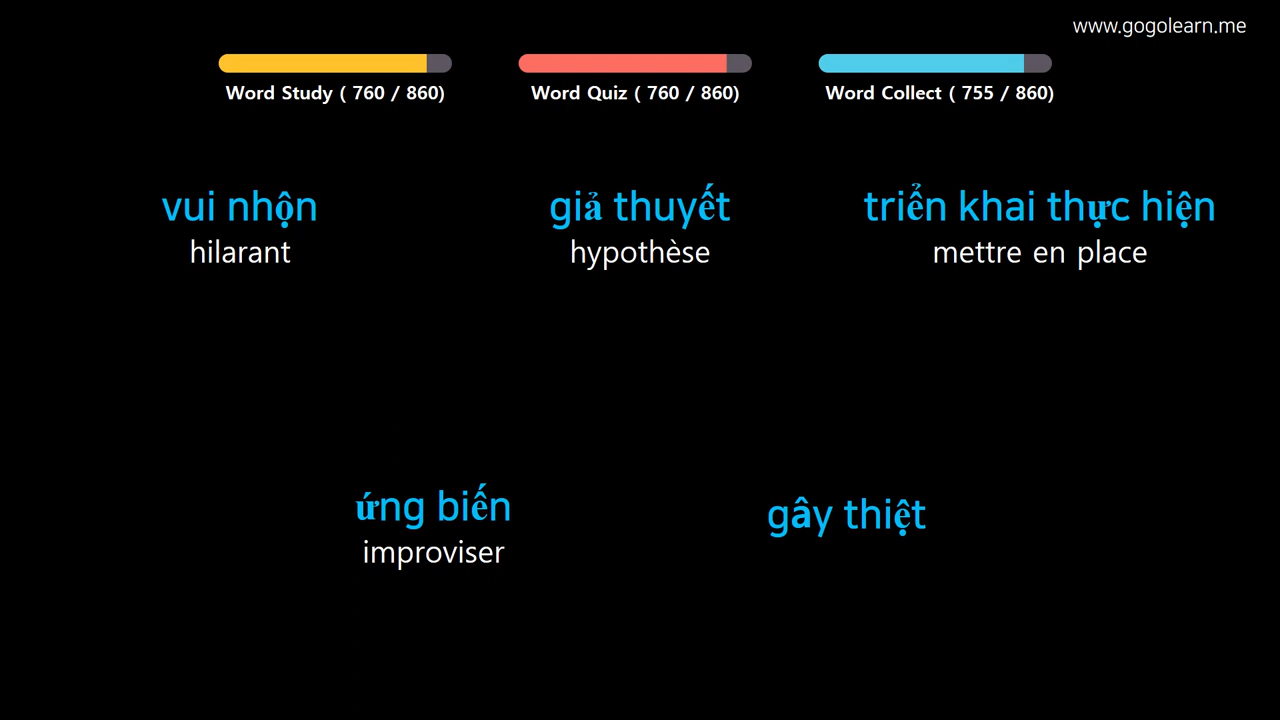 www.gogolearn.me
Word Study ( 760 / 860)
Word Quiz ( 760 / 860)
Word Collect ( 755 / 860)
vui nhộn
hilarant
giả thuyết
hypothèse
triển khai thực hiện
mettre en place
ứng biến
improviser
gây thiệt